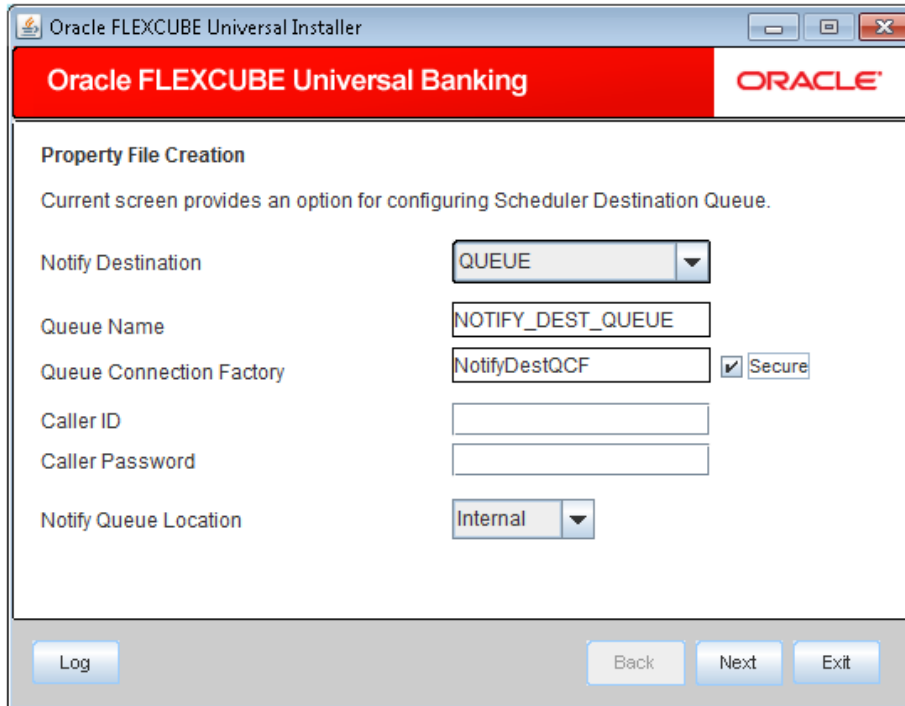 Oracle FLEXCUBE Universal Installer
Oracle FLEXCUBE Universal Banking
ORACLE
Property File Creation
Current screen provides an option for configuring Scheduler Destination Queue.
Notify Destination QUEUE
Queue Name NOTIFY_DEST_QUEUE
Queue Connection Factory NotifyDestQCF Secure
Caller ID
Caller Password
Notify Queue Location Internal
Log Back Next Exit